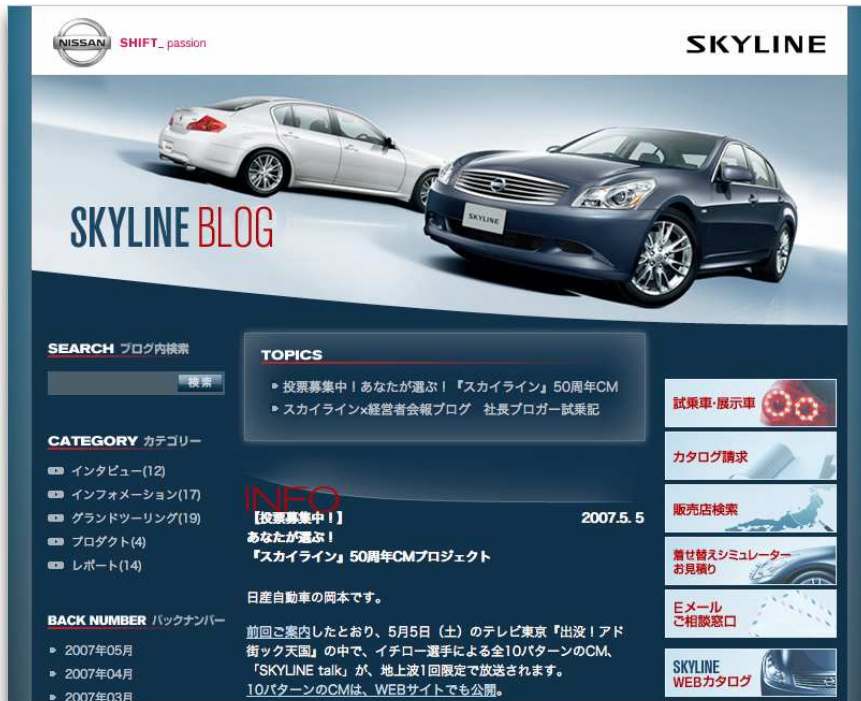 NISSAN SHIFT_ passion
SKYLINE
SKYLINE
SKYLINE BLOG
SEARCH ブログ内検索
検索
CATEGORY カテゴリー
インタビュー(12)
インフォメーション(17)
グランドツーリング(19)
プロダクト(4)
レポート(14)
BACK NUMBER バックナンバー
2007年05月
2007年04月
2007年03月
TOPICS
投票募集中！あなたが選ぶ！『スカイライン』50周年CM
スカイライン×経営者会報ブログ　社長ブロガー試乗記
INFO
【投票募集中！】 2007.5. 5
あなたが選ぶ！
『スカイライン』50周年CMプロジェクト
日産自動車の岡本です。
前回ご案内したとおり、5月5日（土）のテレビ東京『出没！アド
街ック天国』の中で、イチロー選手による全10パターンのCM、
「SKYLINE talk」が、地上波1回限定で放送されます。
10パターンのCMは、WEBサイトでも公開。
試乗車・展示車
カタログ請求
販売店検索
着せ替えシミュレーター
お見積り
Eメール
ご相談窓口
SKYLINE
WEBカタログ